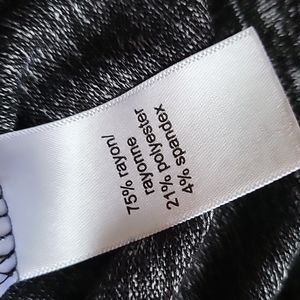 75% rayon/
rayonne
21% polyester
4% spandex